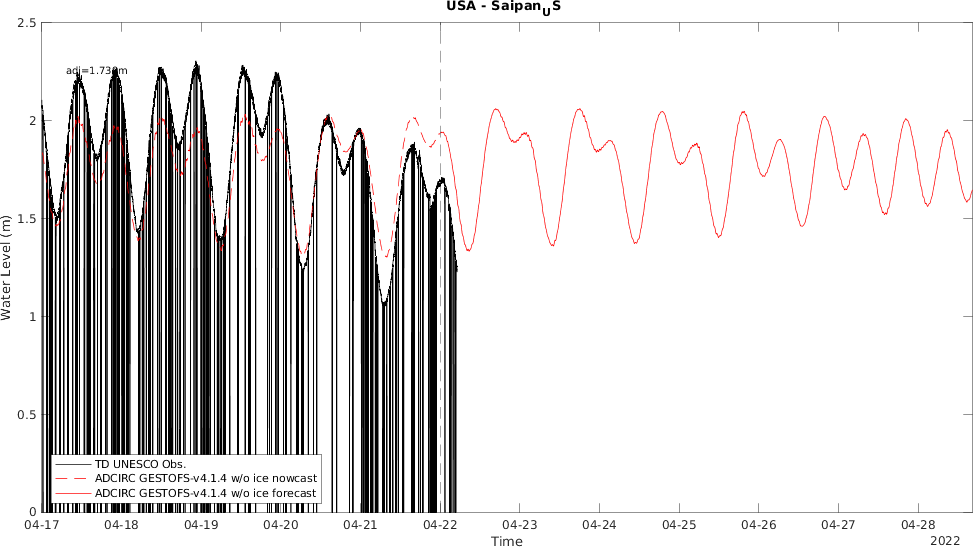 USA - SaipanUS
2.5
adj=1.738m
2
1.5
1
0.5
0
Water Level (m)
TD UNESCO Obs.
ADCIRC GESTOFS-v4.1.4 w/o ice nowcast
ADCIRC GESTOFS-v4.1.4 w/o ice forecast
04-17 04-18 04-19 04-20 04-21 04-22 04-23 04-24 04-25 04-26 04-27 04-28
Time
2022